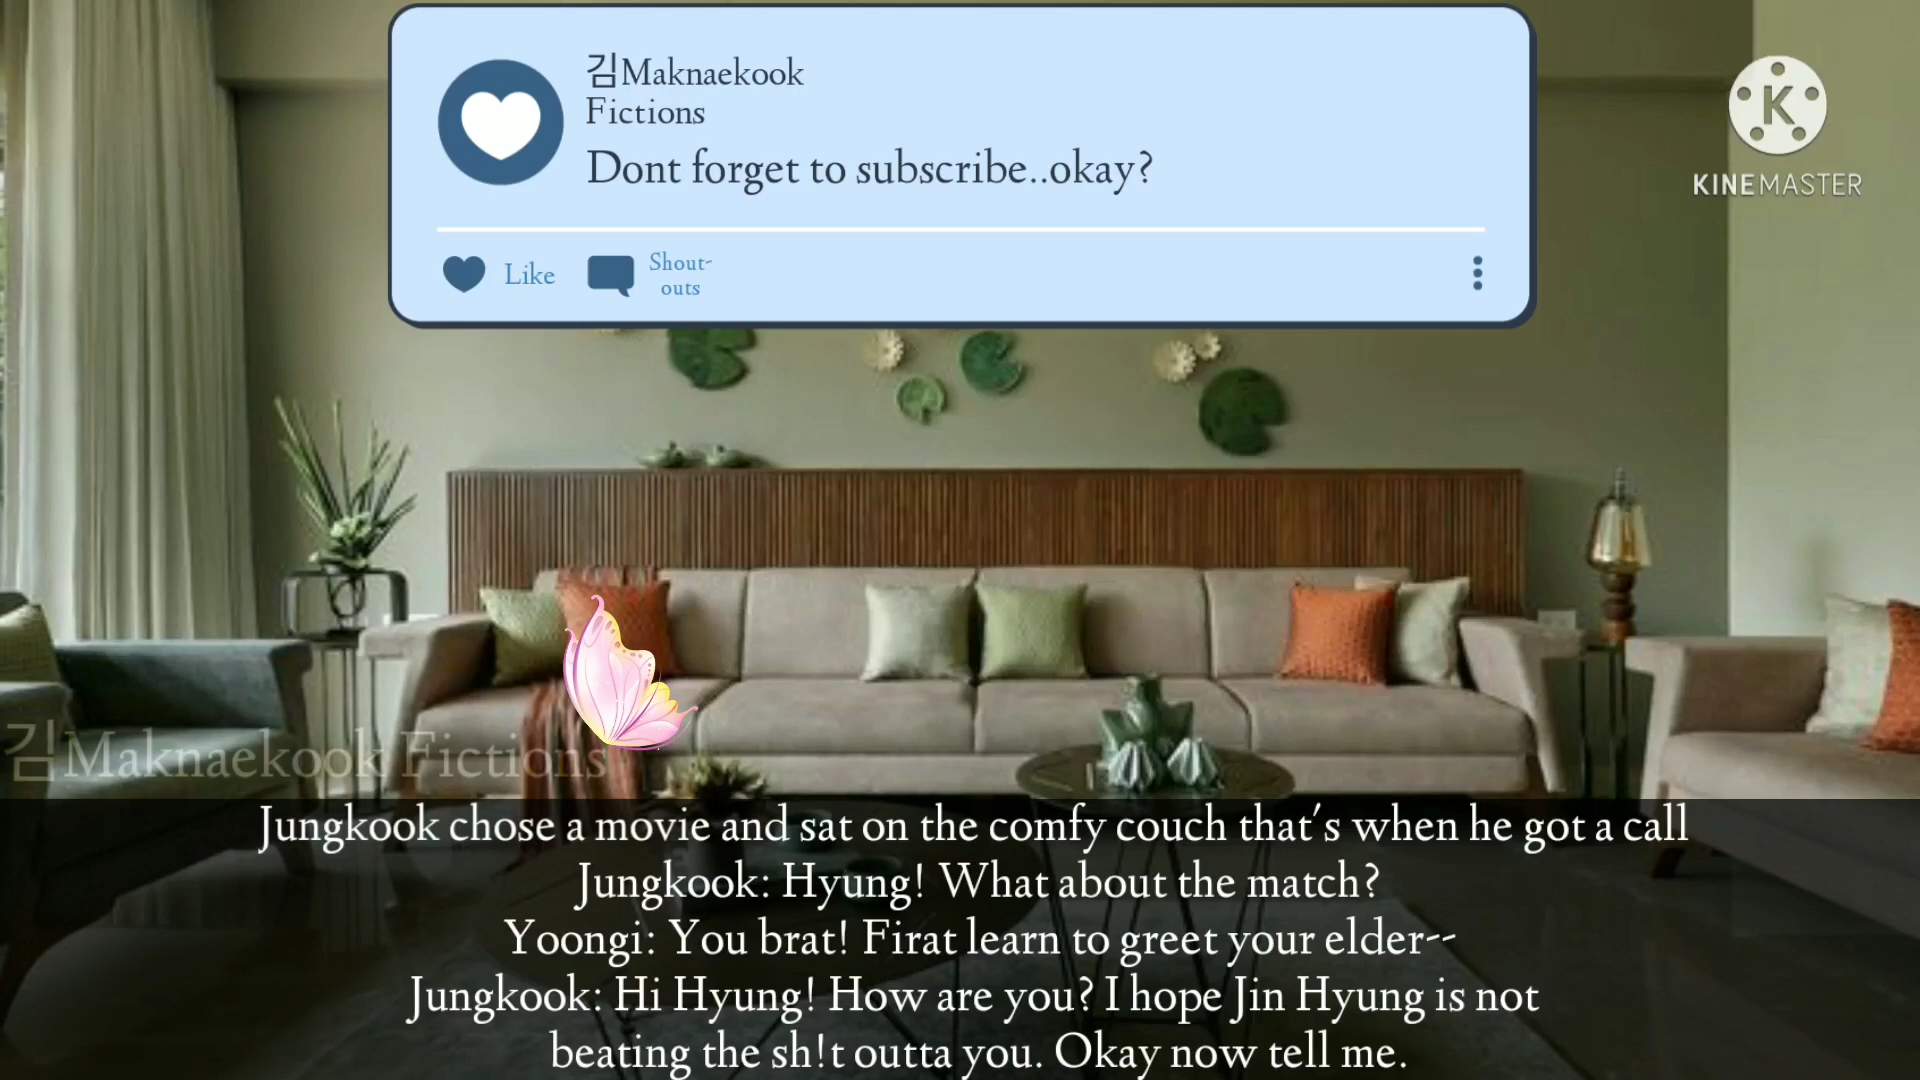 김Maknaekook
Fictions
Dont forget to subscribe..okay?
Like
Shout-
outs
K
KINEMASTER
김Maknaekook Fictions
Jungkook chose a movie and sat on the comfy couch that's when he got a call
Jungkook: Hyung! What about the match?
Yoongi: You brat! Firat learn to greet your elder--
Jungkook: Hi Hyung! How are you? I hope Jin Hyung is not
beating the sh!t outta you. Okay now tell me.